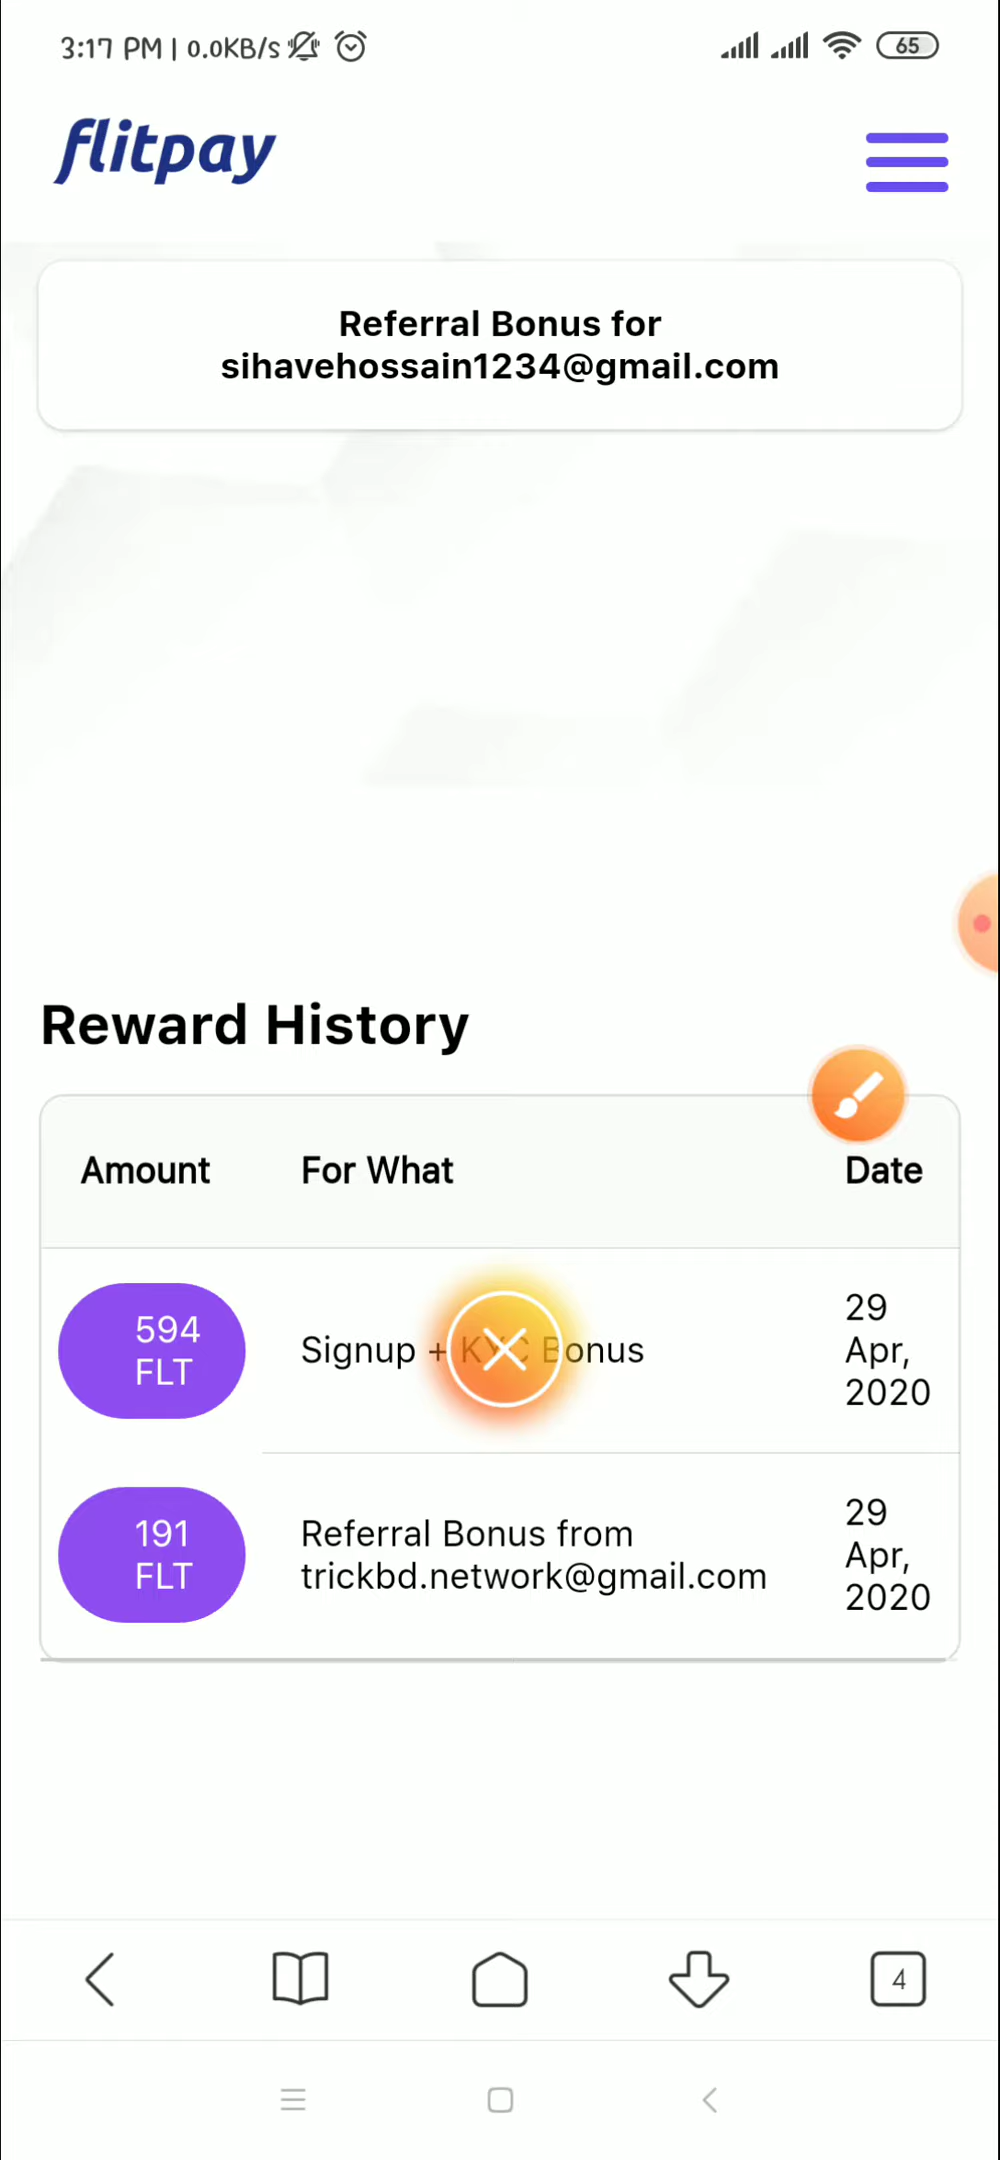 3:17 PM | 0.0KB/s
65
flitpay
Referral Bonus for
sihavehossain1234@gmail.com
Reward History
Amount For What Date
594
FLT
Signup + KYC Bonus
29
Apr,
2020
191
FLT
Referral Bonus from
trickbd.network@gmail.com
29
Apr,
2020
4